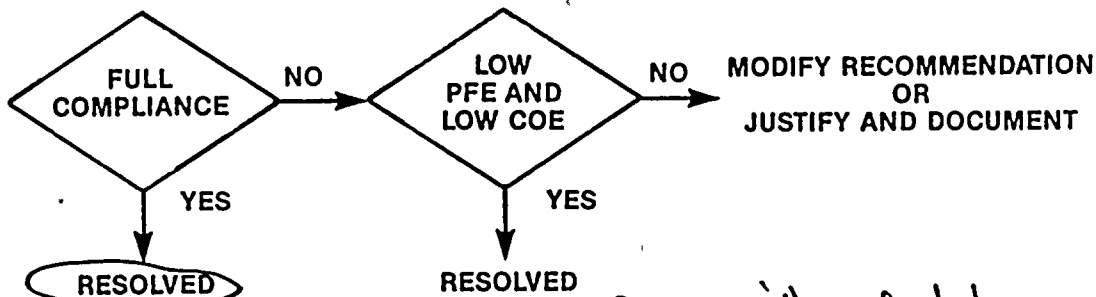 FULL
COMPLIANCE
NO
LOW
PFE AND
LOW COE
NO
MODIFY RECOMMENDATION
OR
JUSTIFY AND DOCUMENT
YES
YES
RESOLVED
RESOLVED